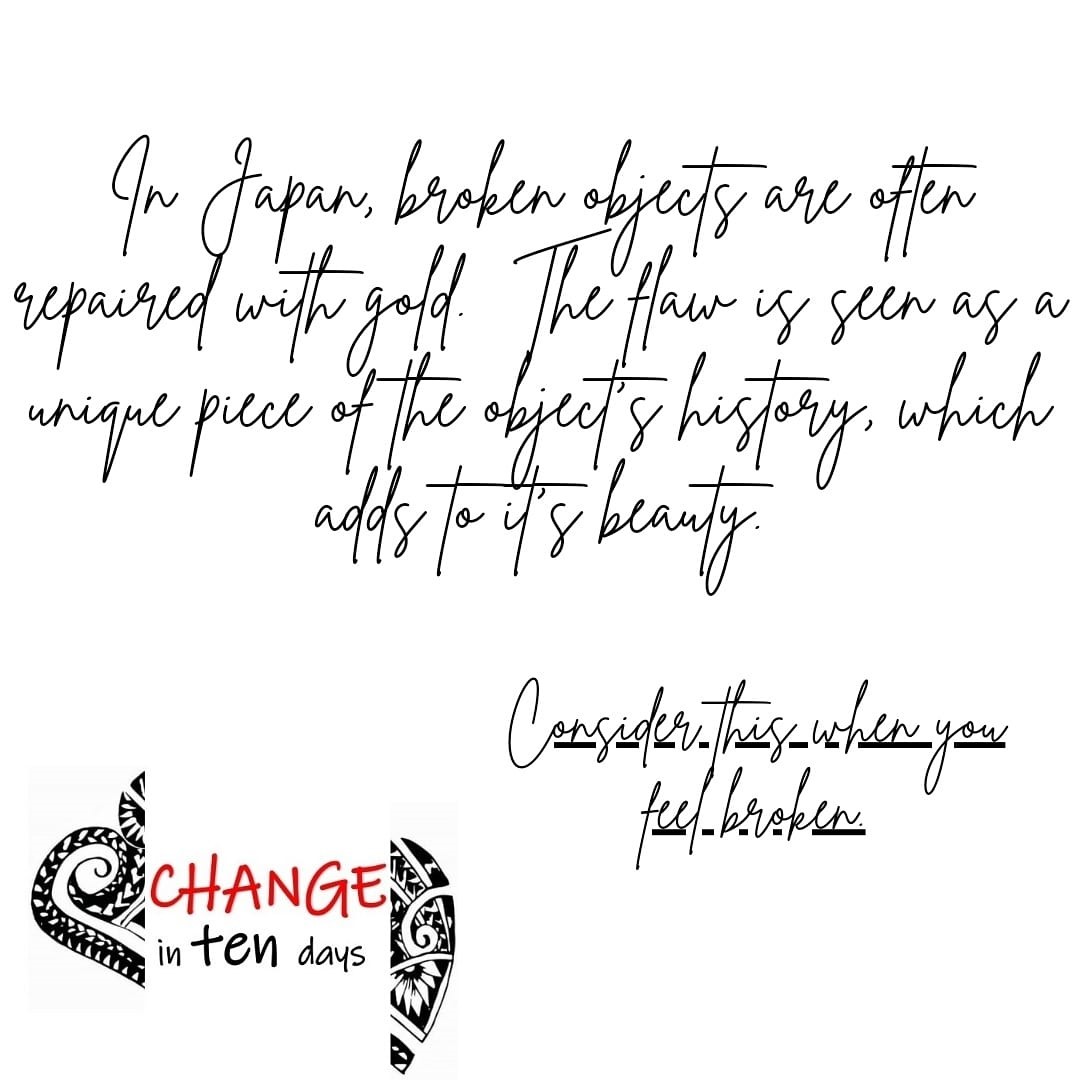 In Japan, broken objects are often
repaired with gold. The flaw is seen as a
unique piece of the object's history, which
adds to it's beauty.
Consider this when you
feel broken.
CHANGE
in ten days